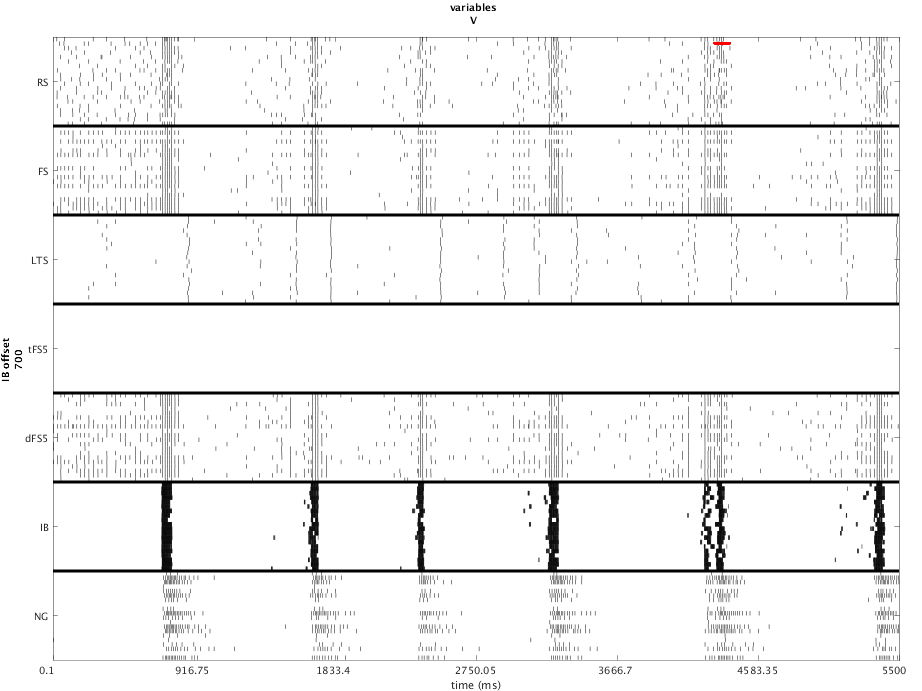 variables
V
RS
FS
LTS
IB offset
700
tFS5
dFS5
IB
NG
0.1 916.75 1833.4 2750.05 3666.7 4583.35 5500
time (ms)